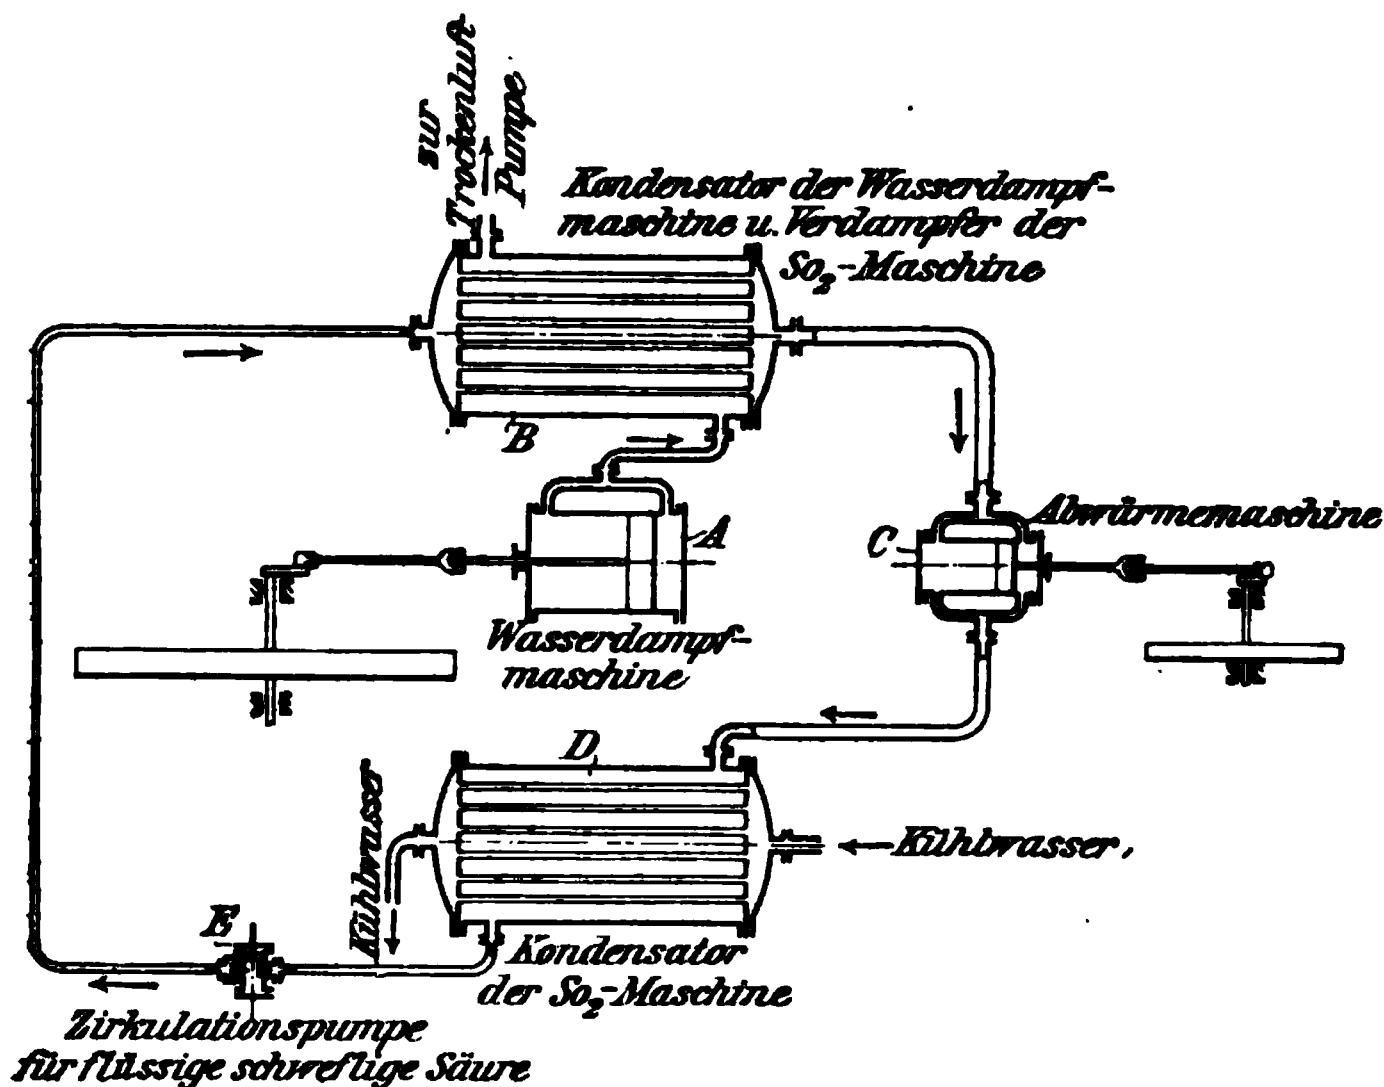 zur
Trockenluft-
Pumpe
Kondensator der Wasserdampf-
maschine u. Verdampfer der
So₂-Maschine
B
A
Wasserdampf-
maschine
C
Abwärmemaschine
D
Kühlwasser
Kühlwasser,
E
Kondensator
der So₂-Maschine
Zirkulationspumpe
für flüssige schweflige Säure